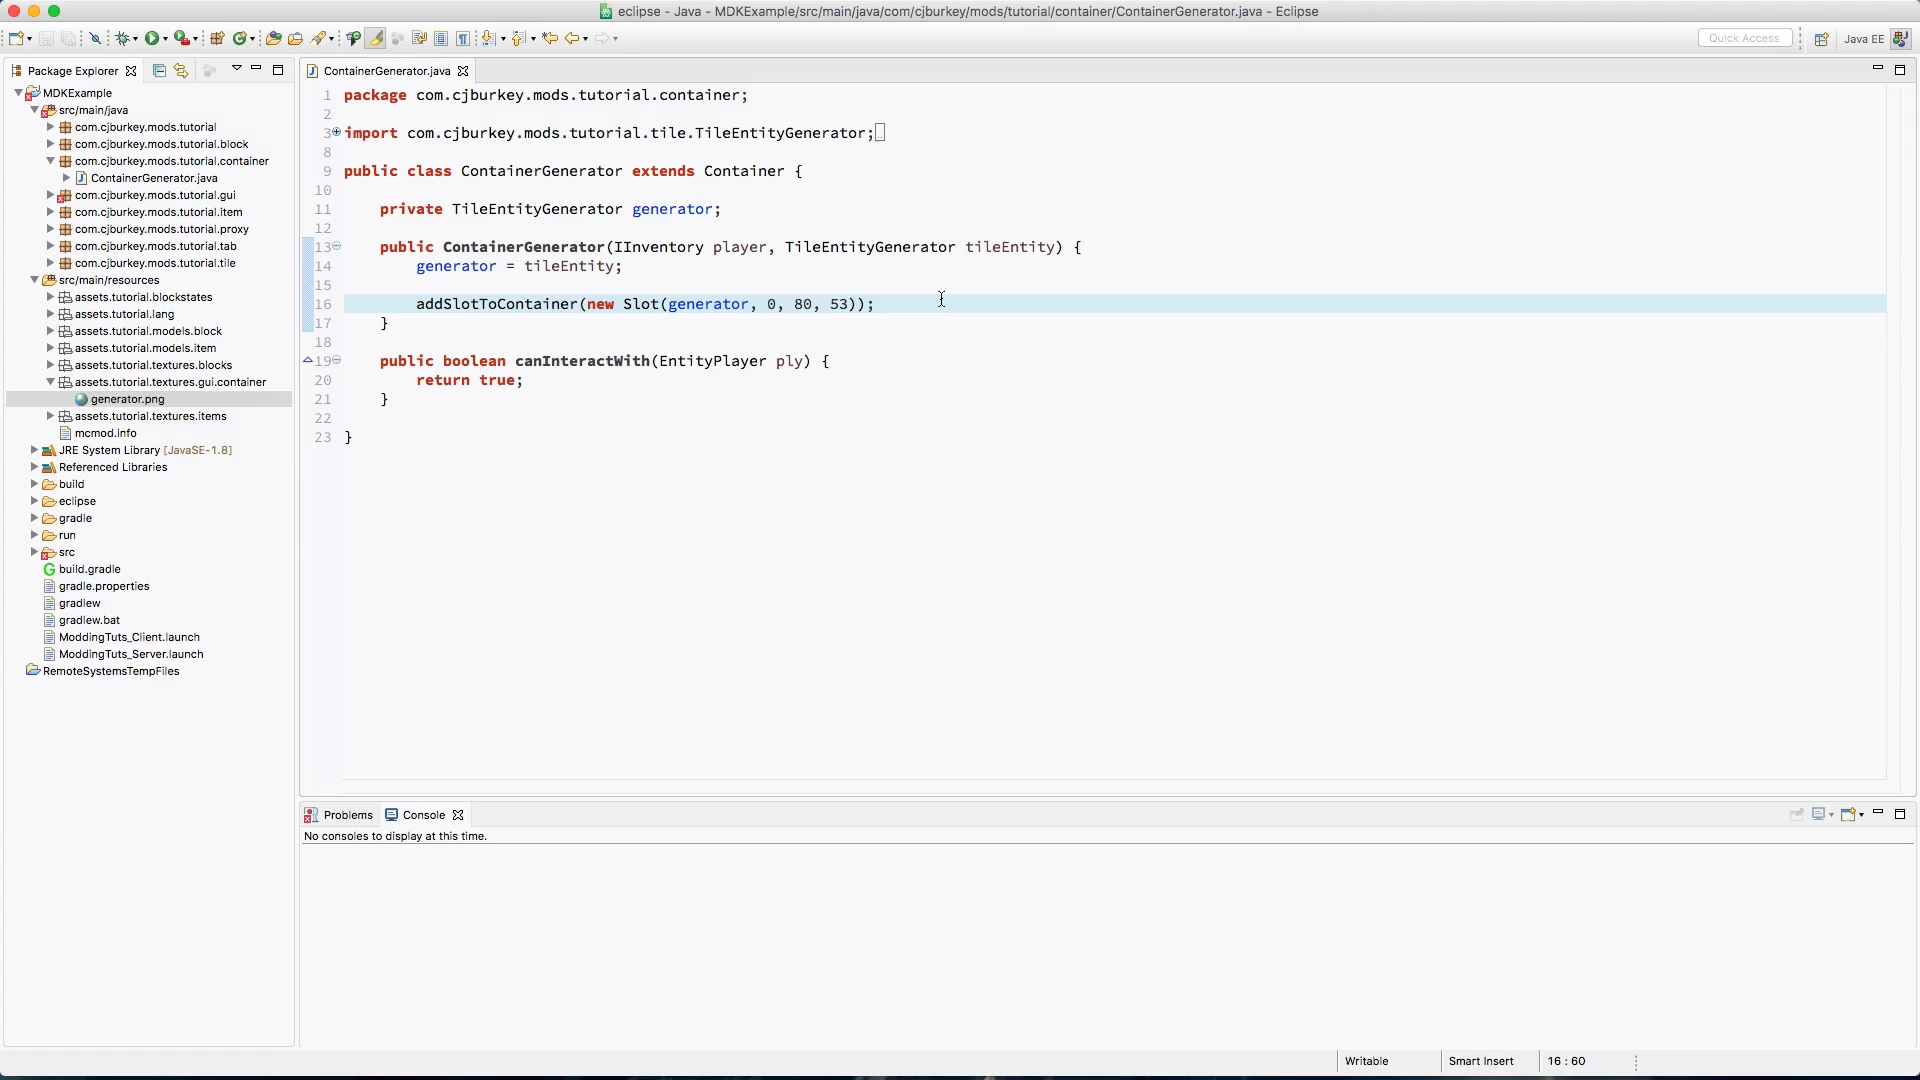 eclipse - Java - MDKExample/src/main/java/com/cjburkey/mods/tutorial/container/ContainerGenerator.java - Eclipse
Quick Access
Java EE
Package Explorer
MDKExample
src/main/java
com.cjburkey.mods.tutorial
com.cjburkey.mods.tutorial.block
com.cjburkey.mods.tutorial.container
ContainerGenerator.java
com.cjburkey.mods.tutorial.gui
com.cjburkey.mods.tutorial.item
com.cjburkey.mods.tutorial.proxy
com.cjburkey.mods.tutorial.tab
com.cjburkey.mods.tutorial.tile
src/main/resources
assets.tutorial.blockstates
assets.tutorial.lang
assets.tutorial.models.block
assets.tutorial.models.item
assets.tutorial.textures.blocks
assets.tutorial.textures.gui.container
generator.png
assets.tutorial.textures.items
mcmod.info
JRE System Library [JavaSE-1.8]
Referenced Libraries
build
eclipse
gradle
run
src
build.gradle
gradle.properties
gradlew
gradlew.bat
ModdingTuts_Client.launch
ModdingTuts_Server.launch
RemoteSystemsTempFiles
ContainerGenerator.java
1 package com.cjburkey.mods.tutorial.container;
2
3 import com.cjburkey.mods.tutorial.tile.TileEntityGenerator;
8
9 public class ContainerGenerator extends Container {
10
11 private TileEntityGenerator generator;
12
13 public ContainerGenerator(IInventory player, TileEntityGenerator tileEntity) {
14 generator = tileEntity;
15
16 addSlotToContainer(new Slot(generator, 0, 80, 53));
17 }
18
19 public boolean canInteractWith(EntityPlayer ply) {
20 return true;
21 }
22
23 }
Problems
Console
No consoles to display at this time.
Writable
Smart Insert
16 : 60